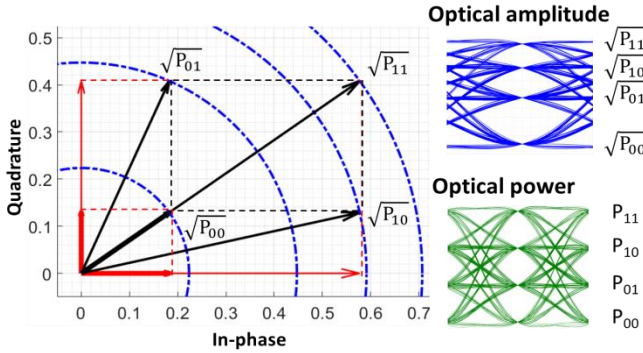 Optical amplitude
0.5
0.4
0.3
0.2
0.1
0
Quadrature
√P₀₁
√P₁₁
√P₀₀
√P₁₀
0
0.1
0.2
0.3
0.4
0.5
0.6
0.7
In-phase
√P₁₁
√P₁₀
√P₀₁
√P₀₀
Optical power
P₁₁
P₁₀
P₀₁
P₀₀